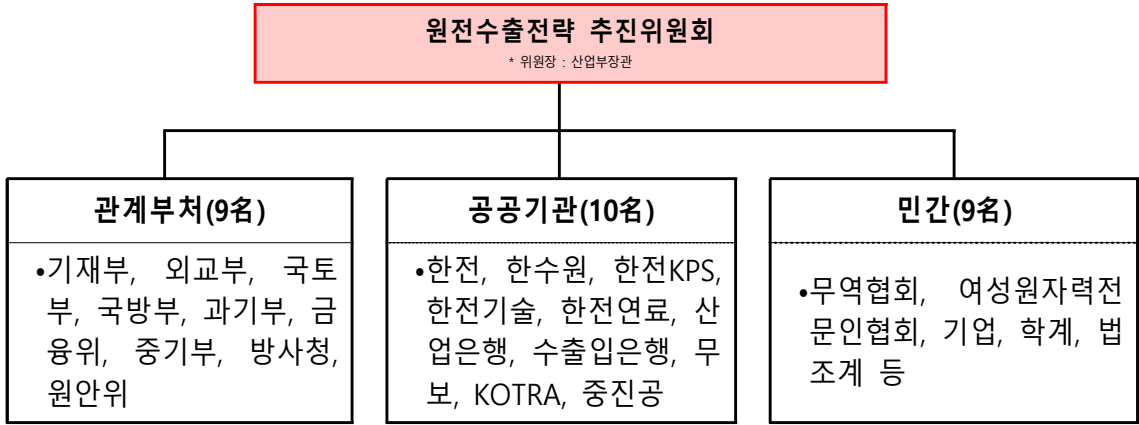 원전수출전략 추진위원회
* 위원장 : 산업부장관
관계부처(9名)
•기재부, 외교부, 국토
부, 국방부, 과기부, 금
융위, 중기부, 방사청,
원안위
공공기관(10名)
•한전, 한수원, 한전KPS,
한전기술, 한전연료, 산
업은행, 수출입은행, 무
보, KOTRA, 중진공
민간(9名)
•무역협회, 여성원자력전
문인협회, 기업, 학계, 법
조계 등